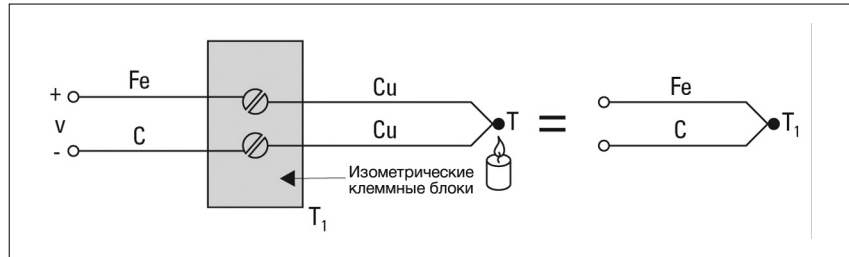 Fe
Cu
Fe
+
T
=
T₁
v
C
Cu
C
-
Изометрические
клеммные блоки
T₁